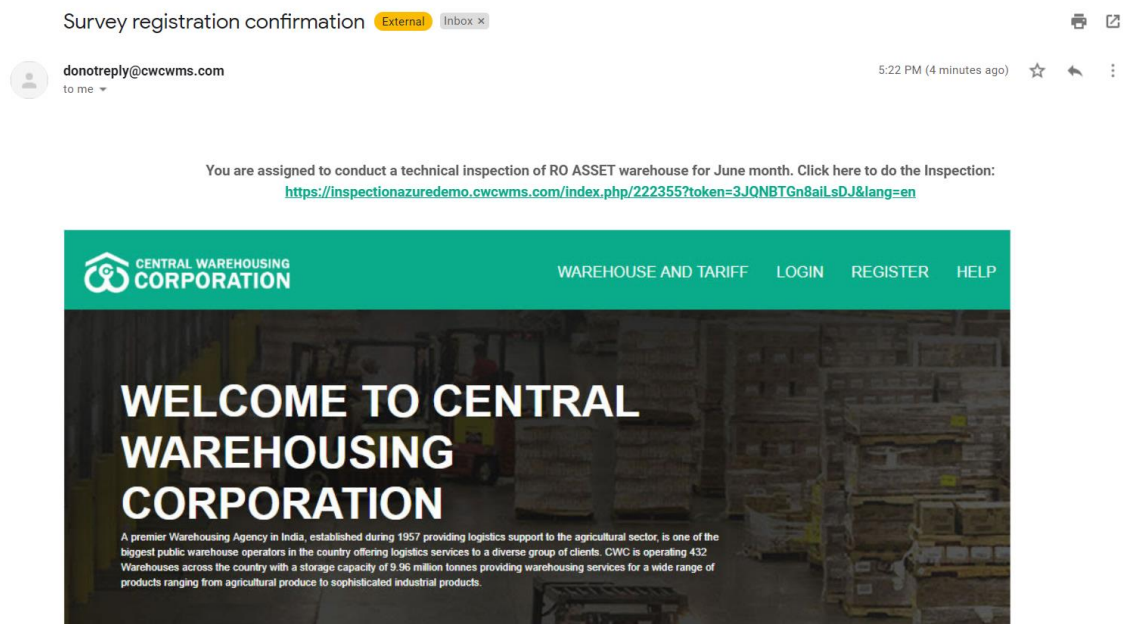 Survey registration confirmation External Inbox ×
donotreply@cwcwms.com 5:22 PM (4 minutes ago)
to me
You are assigned to conduct a technical inspection of RO ASSET warehouse for June month. Click here to do the Inspection:
https://inspectionazuredemo.cwcwms.com/index.php/222355?token=3JQNBTGn8aiLsDJ&lang=en
CENTRAL WAREHOUSING
CORPORATION
WAREHOUSE AND TARIFF LOGIN REGISTER HELP
WELCOME TO CENTRAL
WAREHOUSING
CORPORATION
A premier Warehousing Agency in India, established during 1957 providing logistics support to the agricultural sector, is one of the
biggest public warehouse operators in the country offering logistics services to a diverse group of clients. CWC is operating 432
Warehouses across the country with a storage capacity of 9.96 million tonnes providing warehousing services for a wide range of
products ranging from agricultural produce to sophisticated industrial products.